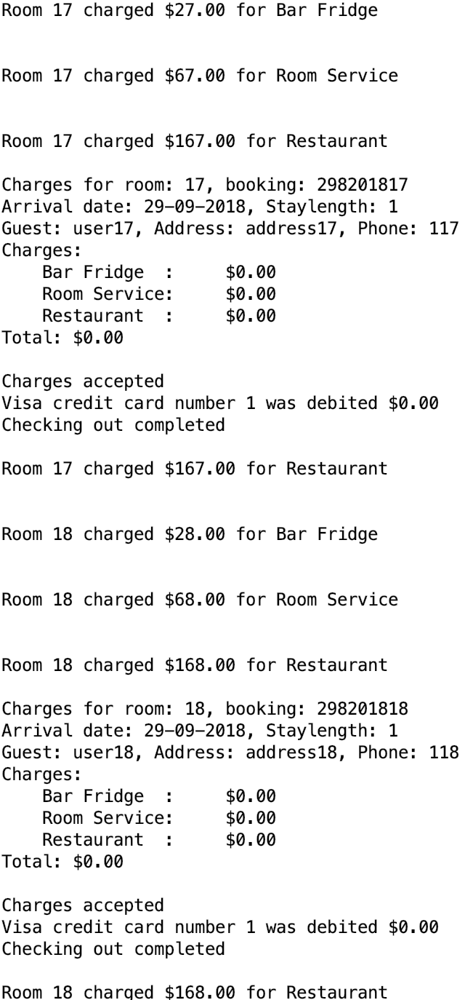 Room 17 charged $27.00 for Bar Fridge
Room 17 charged $67.00 for Room Service
Room 17 charged $167.00 for Restaurant
Charges for room: 17, booking: 298201817
Arrival date: 29-09-2018, Staylength: 1
Guest: user17, Address: address17, Phone: 117
Charges:
    Bar Fridge  :     $0.00
    Room Service:     $0.00
    Restaurant  :     $0.00
Total: $0.00
Charges accepted
Visa credit card number 1 was debited $0.00
Checking out completed
Room 17 charged $167.00 for Restaurant
Room 18 charged $28.00 for Bar Fridge
Room 18 charged $68.00 for Room Service
Room 18 charged $168.00 for Restaurant
Charges for room: 18, booking: 298201818
Arrival date: 29-09-2018, Staylength: 1
Guest: user18, Address: address18, Phone: 118
Charges:
    Bar Fridge  :     $0.00
    Room Service:     $0.00
    Restaurant  :     $0.00
Total: $0.00
Charges accepted
Visa credit card number 1 was debited $0.00
Checking out completed
Room 18 charged $168.00 for Restaurant